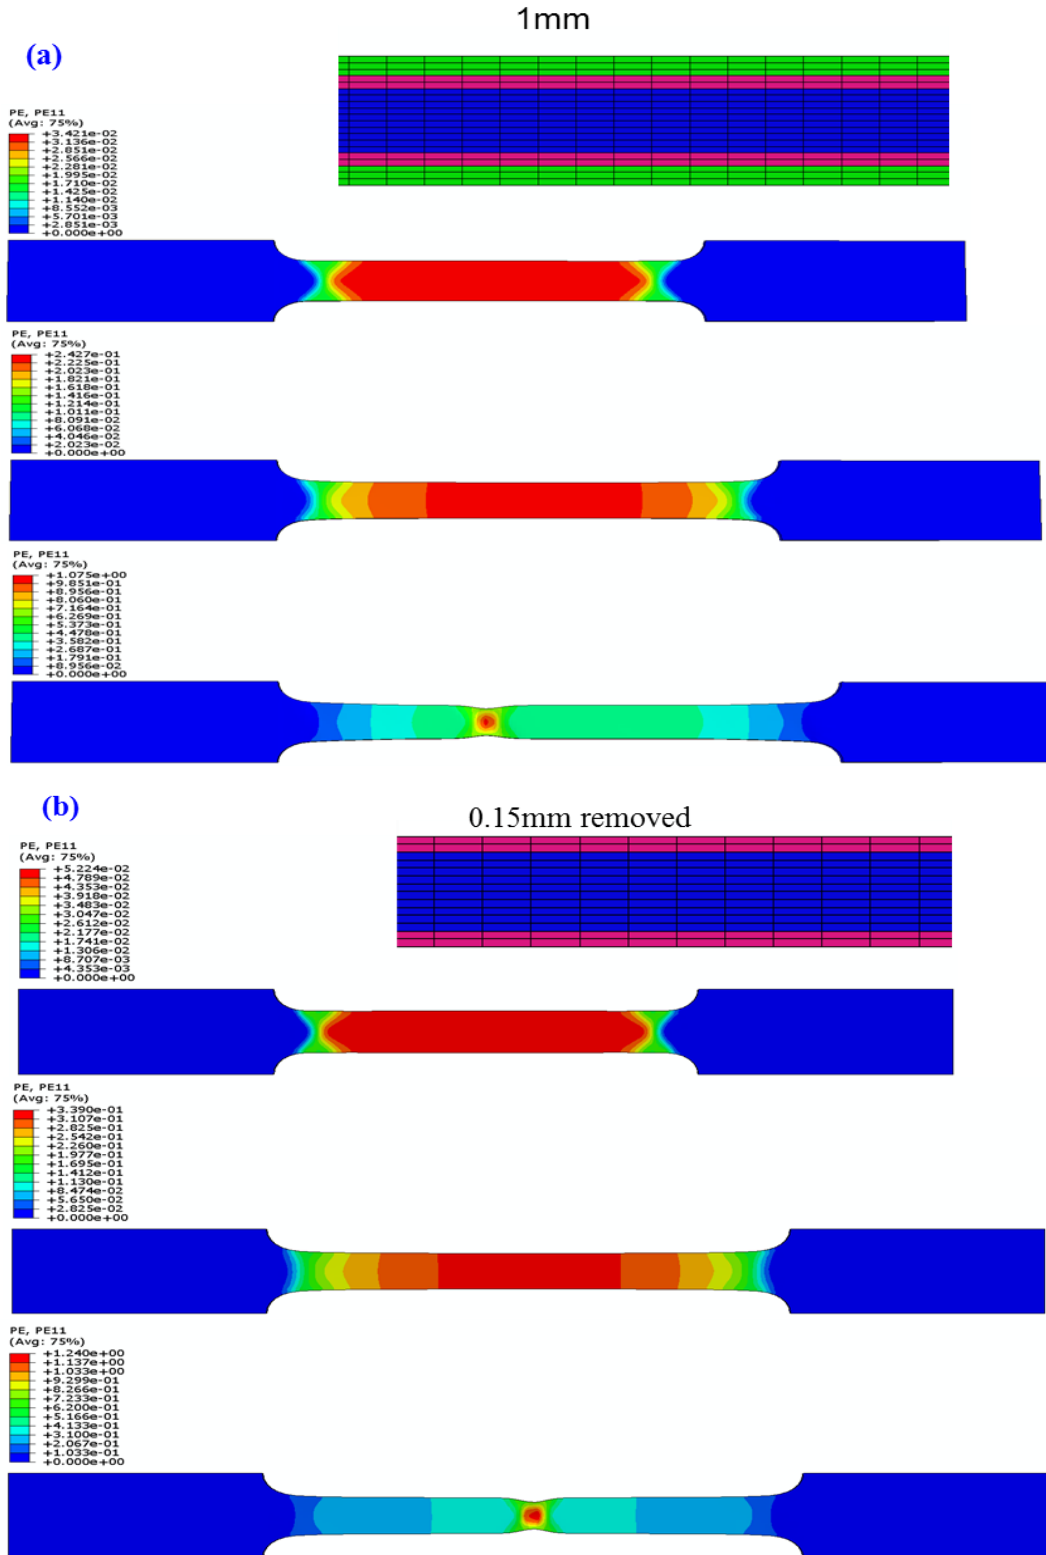 1mm
(a)
PE, PE11
(Avg: 75%)
+3.421e-02
+3.136e-02
+2.851e-02
+2.566e-02
+2.281e-02
+1.995e-02
+1.710e-02
+1.425e-02
+1.140e-02
+8.552e-03
+5.701e-03
+2.851e-03
+0.000e+00
PE, PE11
(Avg: 75%)
+2.427e-01
+2.225e-01
+2.023e-01
+1.821e-01
+1.618e-01
+1.416e-01
+1.214e-01
+1.011e-01
+8.091e-02
+6.068e-02
+4.046e-02
+2.023e-02
+0.000e+00
PE, PE11
(Avg: 75%)
+1.075e+00
+9.851e-01
+8.956e-01
+8.060e-01
+7.164e-01
+6.269e-01
+5.373e-01
+4.478e-01
+3.582e-01
+2.687e-01
+1.791e-01
+8.956e-02
+0.000e+00
(b)
0.15mm removed
PE, PE11
(Avg: 75%)
+5.224e-02
+4.789e-02
+4.353e-02
+3.918e-02
+3.483e-02
+3.047e-02
+2.612e-02
+2.177e-02
+1.741e-02
+1.306e-02
+8.707e-03
+4.353e-03
+0.000e+00
PE, PE11
(Avg: 75%)
+3.390e-01
+3.107e-01
+2.825e-01
+2.542e-01
+2.260e-01
+1.977e-01
+1.695e-01
+1.412e-01
+1.130e-01
+8.474e-02
+5.650e-02
+2.825e-02
+0.000e+00
PE, PE11
(Avg: 75%)
+1.240e+00
+1.137e+00
+1.033e+00
+9.299e-01
+8.266e-01
+7.233e-01
+6.200e-01
+5.166e-01
+4.133e-01
+3.100e-01
+2.067e-01
+1.033e-01
+0.000e+00